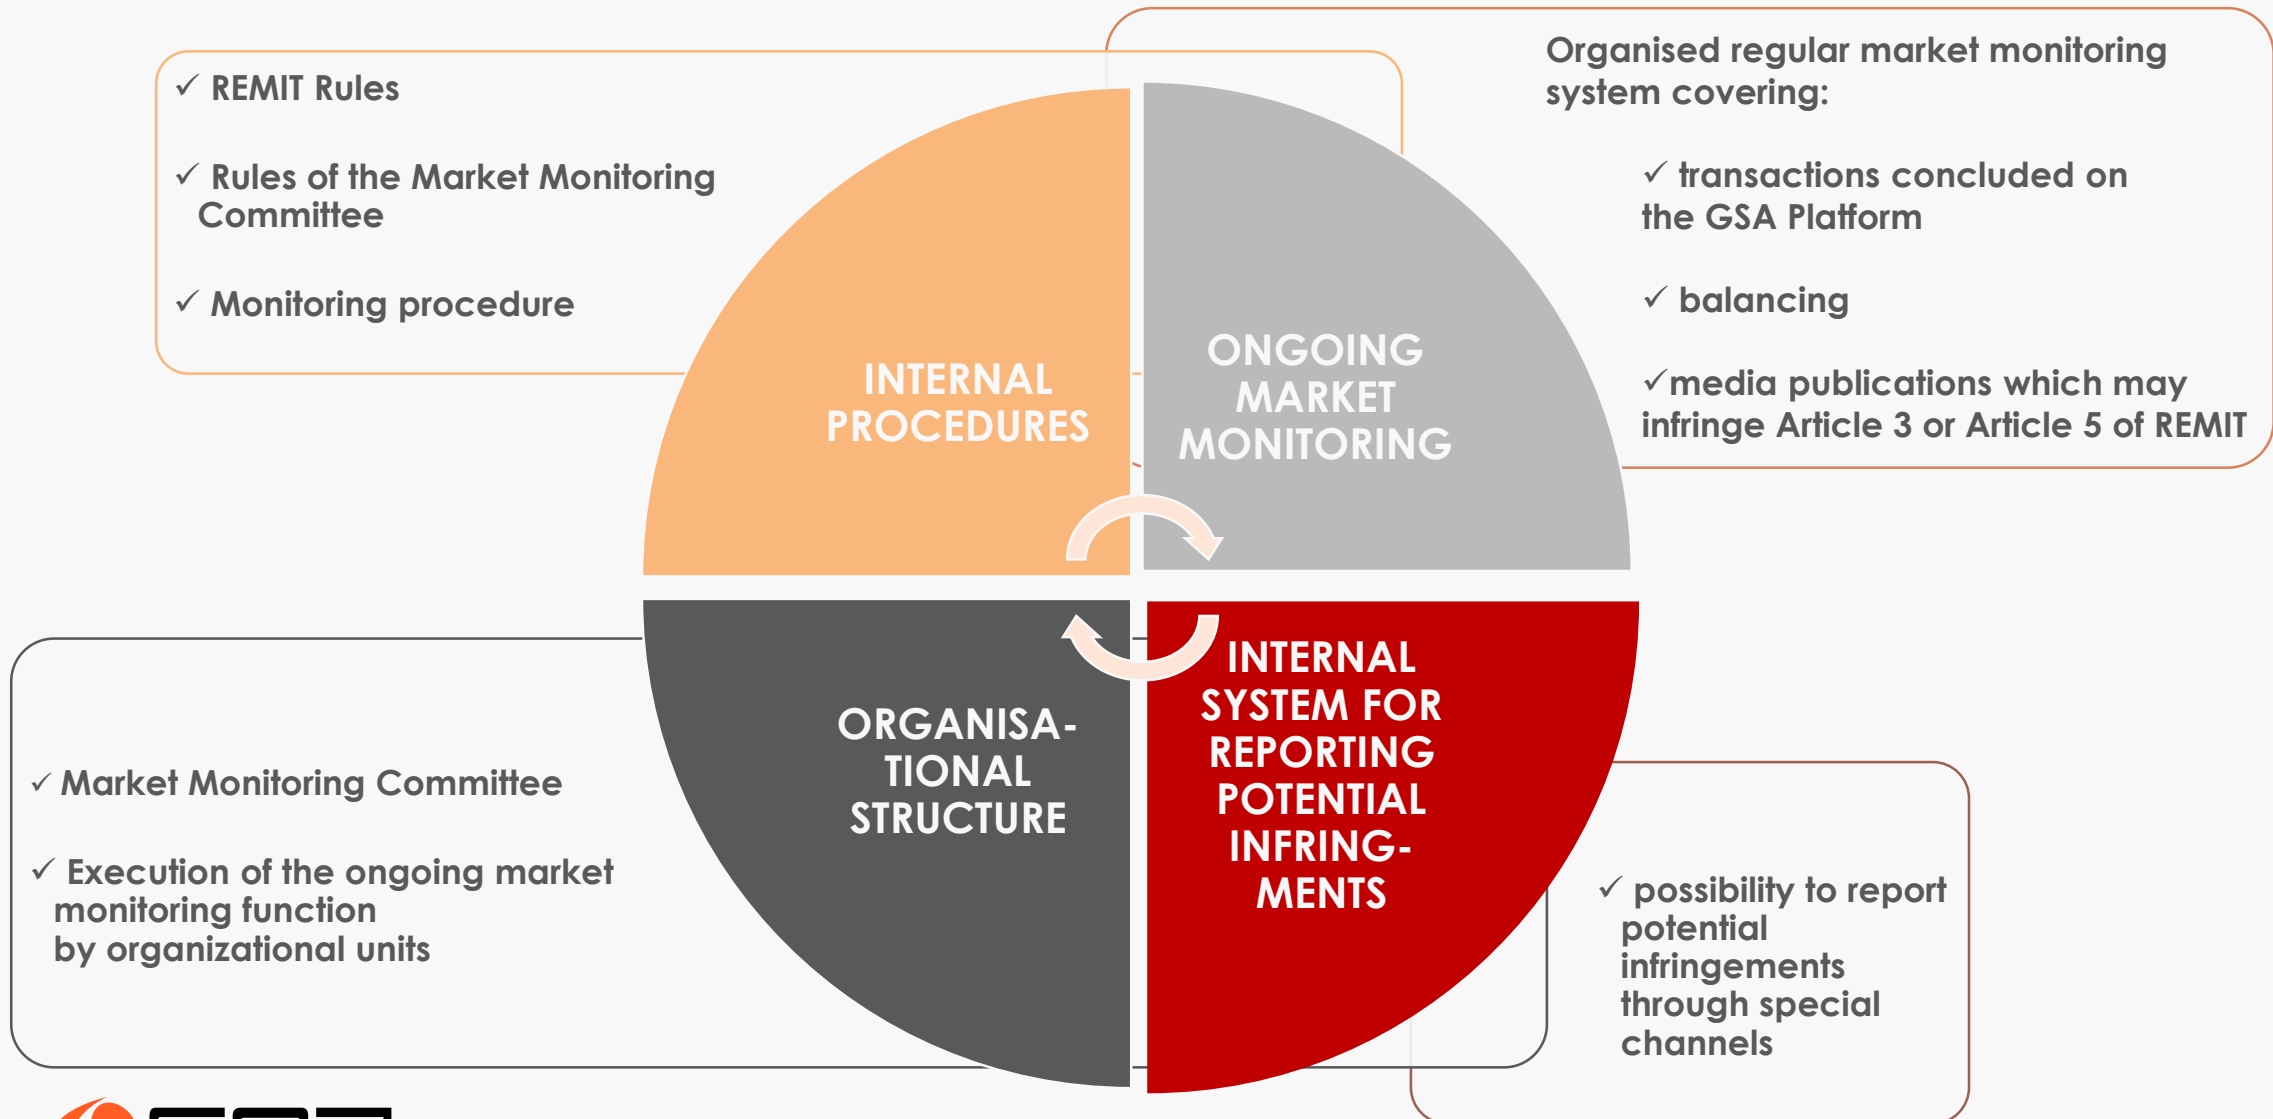 ✓ REMIT Rules
✓ Rules of the Market Monitoring
Committee
✓ Monitoring procedure
INTERNAL
PROCEDURES
Organised regular market monitoring
system covering:
✓ transactions concluded on
the GSA Platform
✓ balancing
✓media publications which may
infringe Article 3 or Article 5 of REMIT
ONGOING
MARKET
MONITORING
✓ Market Monitoring Committee
✓ Execution of the ongoing market
monitoring function
by organizational units
ORGANISA-
TIONAL
STRUCTURE
INTERNAL
SYSTEM FOR
REPORTING
POTENTIAL
INFRING-
MENTS
✓ possibility to report
potential
infringements
through special
channels